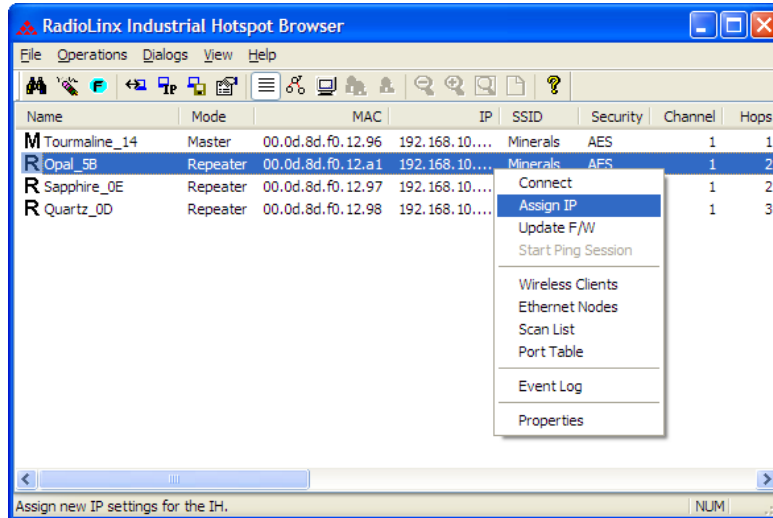 RadioLinx Industrial Hotspot Browser
File Operations Dialogs View Help
Name Mode MAC IP SSID Security Channel Hops
M Tourmaline_14 Master 00.0d.8d.f0.12.96 192.168.10.... Minerals AES 1 1
R Opal_5B Repeater 00.0d.8d.f0.12.a1 192.168.10.... Minerals AES 1 2
R Sapphire_0E Repeater 00.0d.8d.f0.12.97 192.168.10.... 1 2
R Quartz_0D Repeater 00.0d.8d.f0.12.98 192.168.10.... 1 3
Connect
Assign IP
Update F/W
Start Ping Session
Wireless Clients
Ethernet Nodes
Scan List
Port Table
Event Log
Properties
Assign new IP settings for the IH. NUM